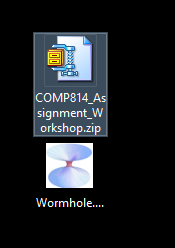 COMP814_As
signment_W
orkshop.zip
Wormhole....